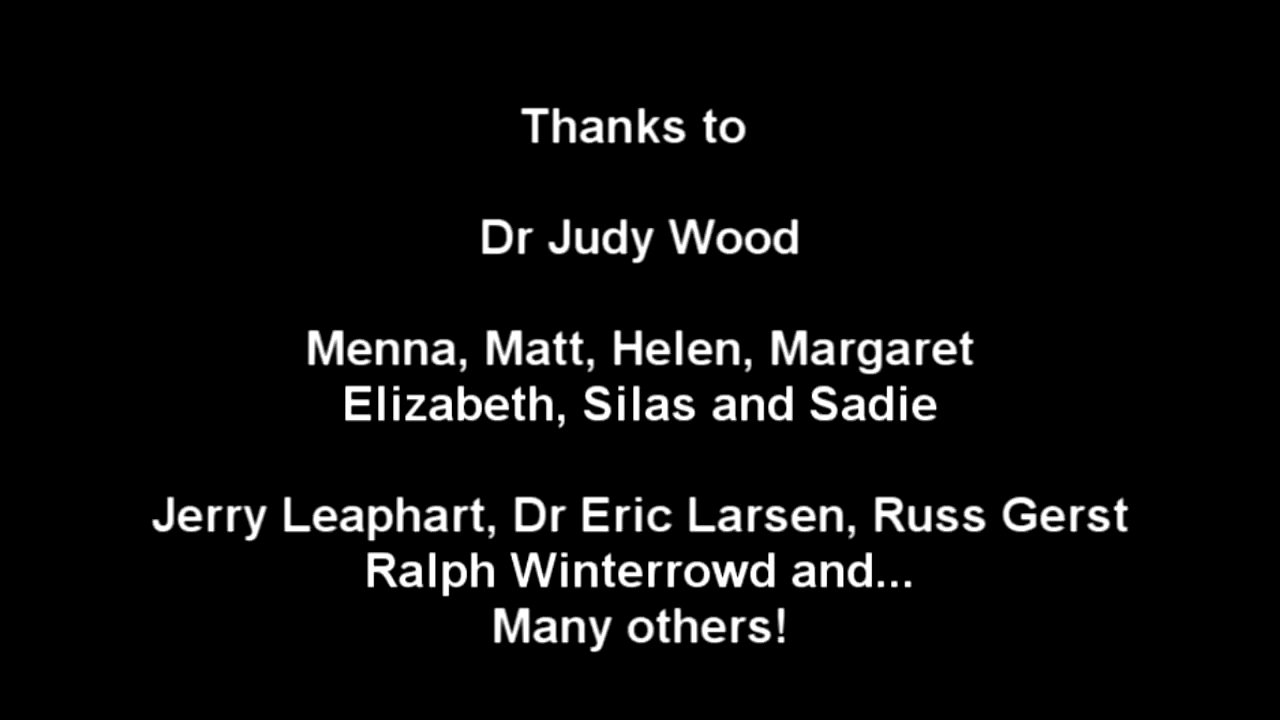 Thanks to
Dr Judy Wood
Menna, Matt, Helen, Margaret
Elizabeth, Silas and Sadie
Jerry Leaphart, Dr Eric Larsen, Russ Gerst
Ralph Winterrowd and...
Many others!